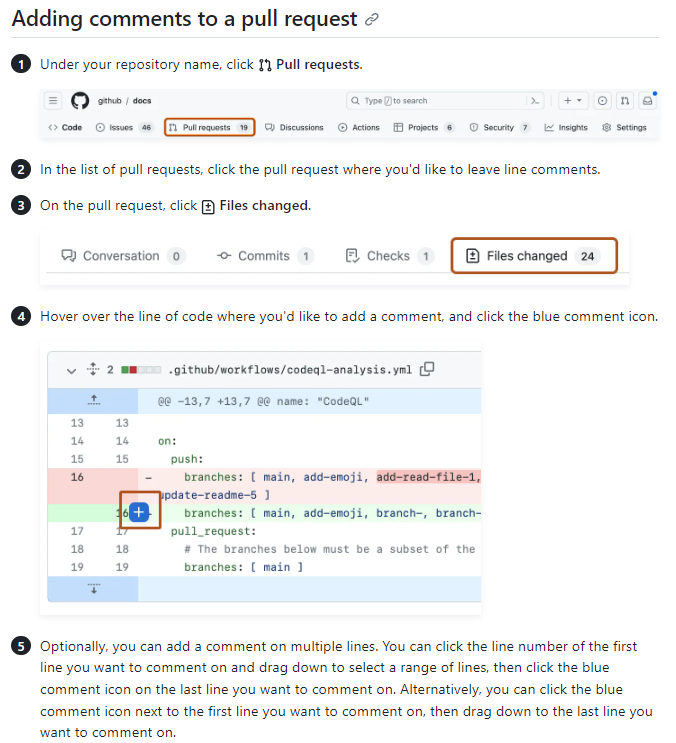 Adding comments to a pull request
1 Under your repository name, click Pull requests.
github / docs
Type / to search
Code Issues 46 Pull requests 19 Discussions Actions Projects 6 Security 7 Insights Settings
2 In the list of pull requests, click the pull request where you'd like to leave line comments.
3 On the pull request, click Files changed.
Conversation 0 Commits 1 Checks 1 Files changed 24
4 Hover over the line of code where you'd like to add a comment, and click the blue comment icon.
2 .github/workflows/codeql-analysis.yml
@@ -13,7 +13,7 @@ name: "CodeQL"
13 13
14 14 on:
15 15 push:
16 - branches: [ main, add-emoji, add-read-file-1,
update-readme-5 ]
16 + branches: [ main, add-emoji, branch-, branch-
17 17 pull_request:
18 18 # The branches below must be a subset of the
19 19 branches: [ main ]
5 Optionally, you can add a comment on multiple lines. You can click the line number of the first
line you want to comment on and drag down to select a range of lines, then click the blue
comment icon on the last line you want to comment on. Alternatively, you can click the blue
comment icon next to the first line you want to comment on, then drag down to the last line you
want to comment on.